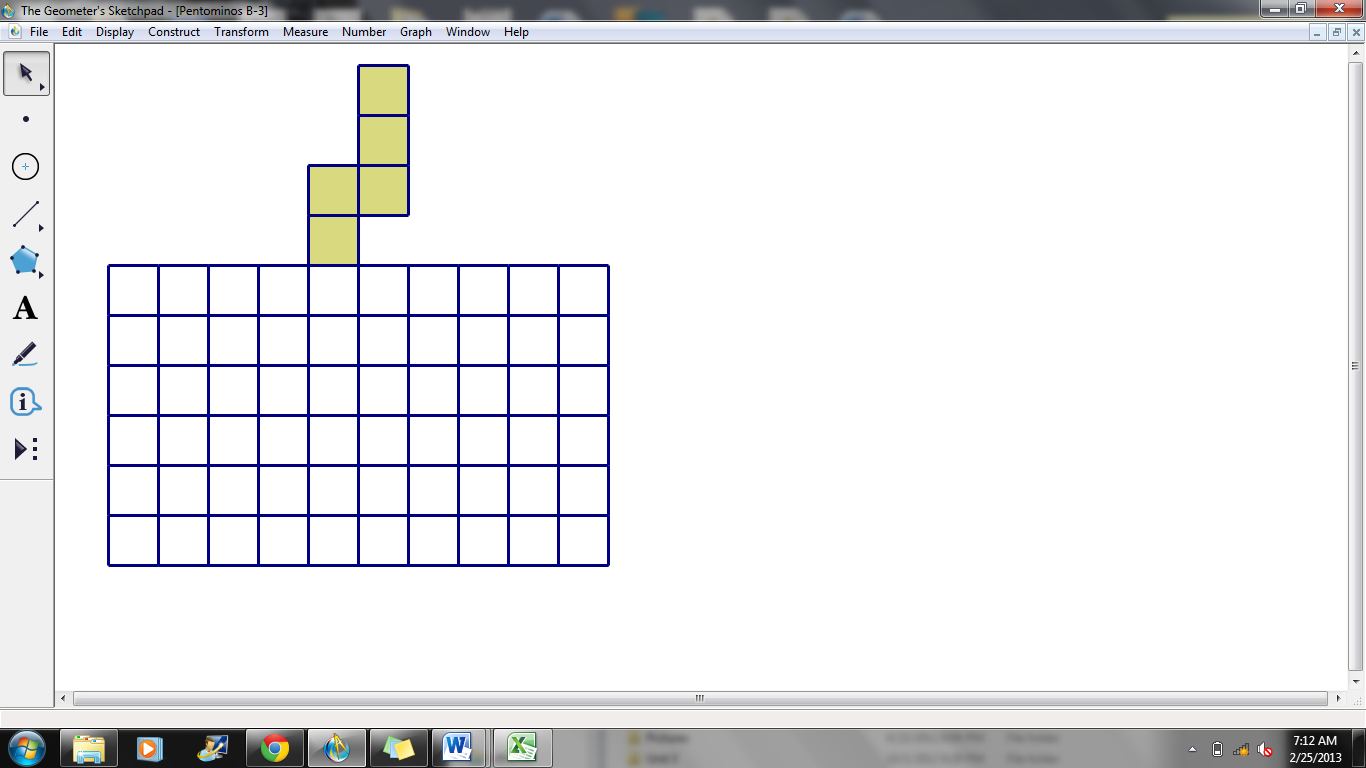 The Geometer's Sketchpad - [Pentominos B-3]
File Edit Display Construct Transform Measure Number Graph Window Help
A
7:12 AM
2/25/2013